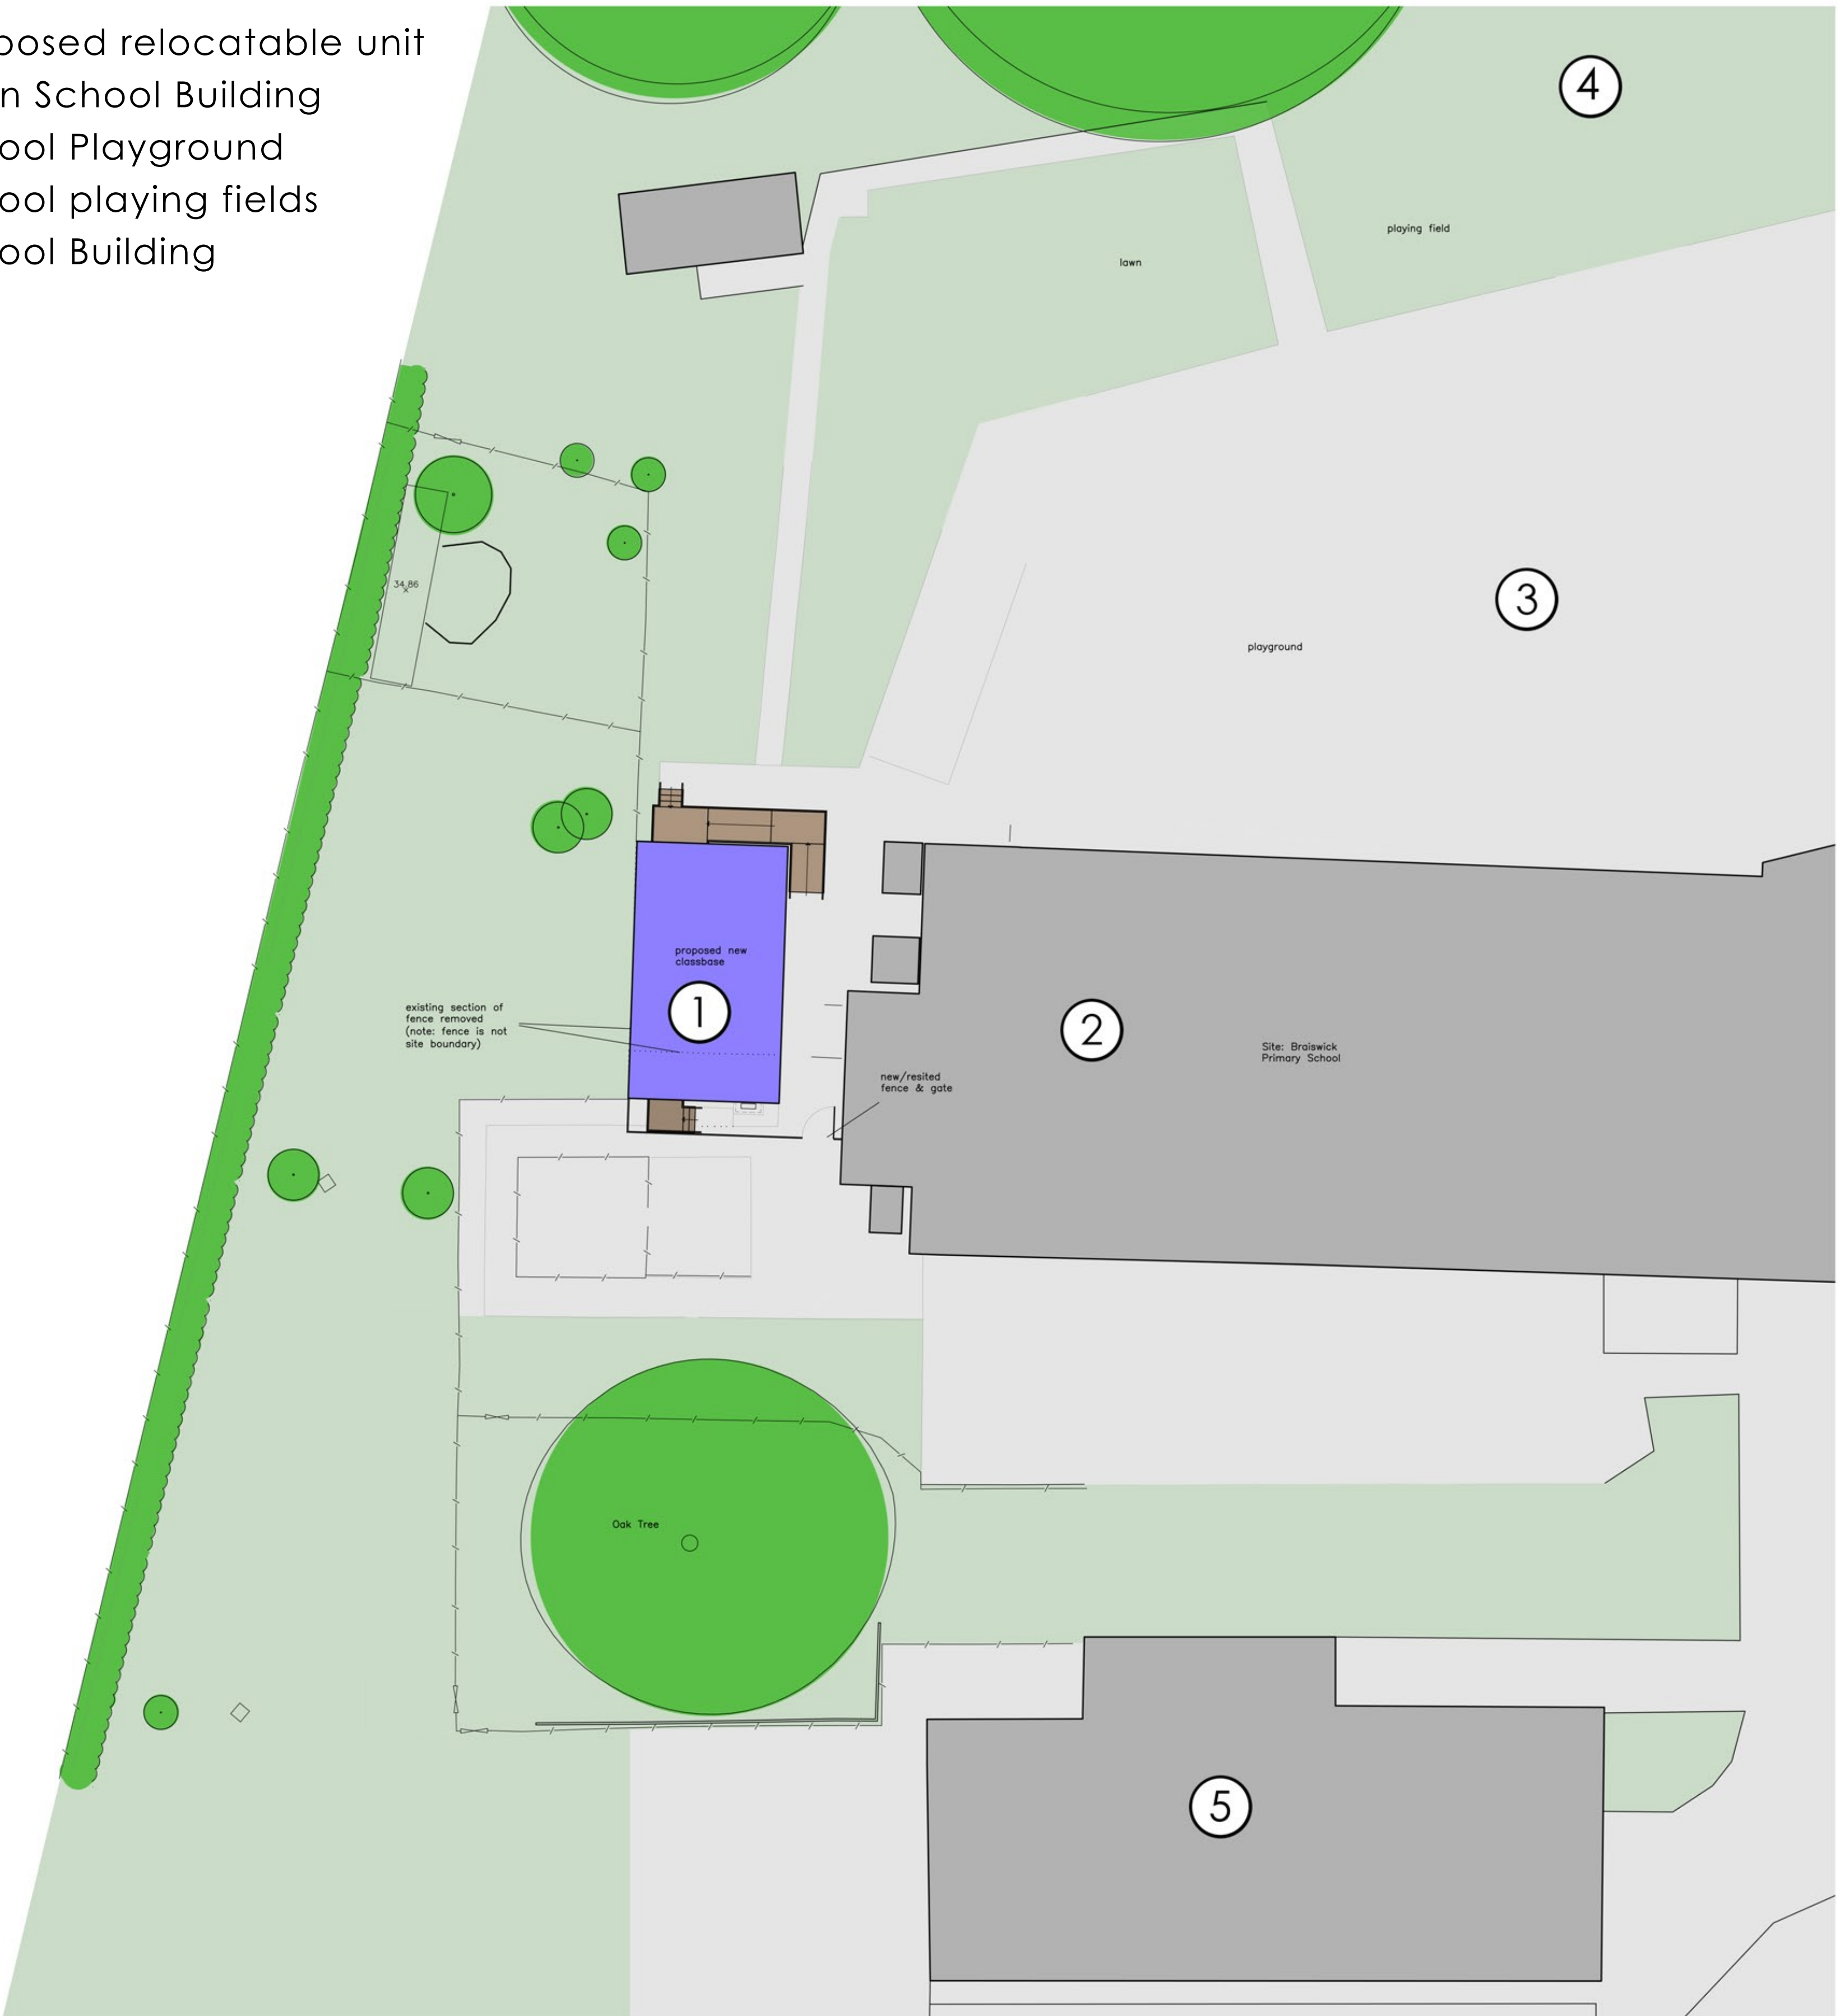 posed relocatable unit
n School Building
ool Playground
ool playing fields
ool Building
4
playing field
lawn
34.86
3
playground
proposed new
classbase
1
existing section of
fence removed
(note: fence is not
site boundary)
2
Site: Braiswick
Primary School
new/resited
fence & gate
Oak Tree
5